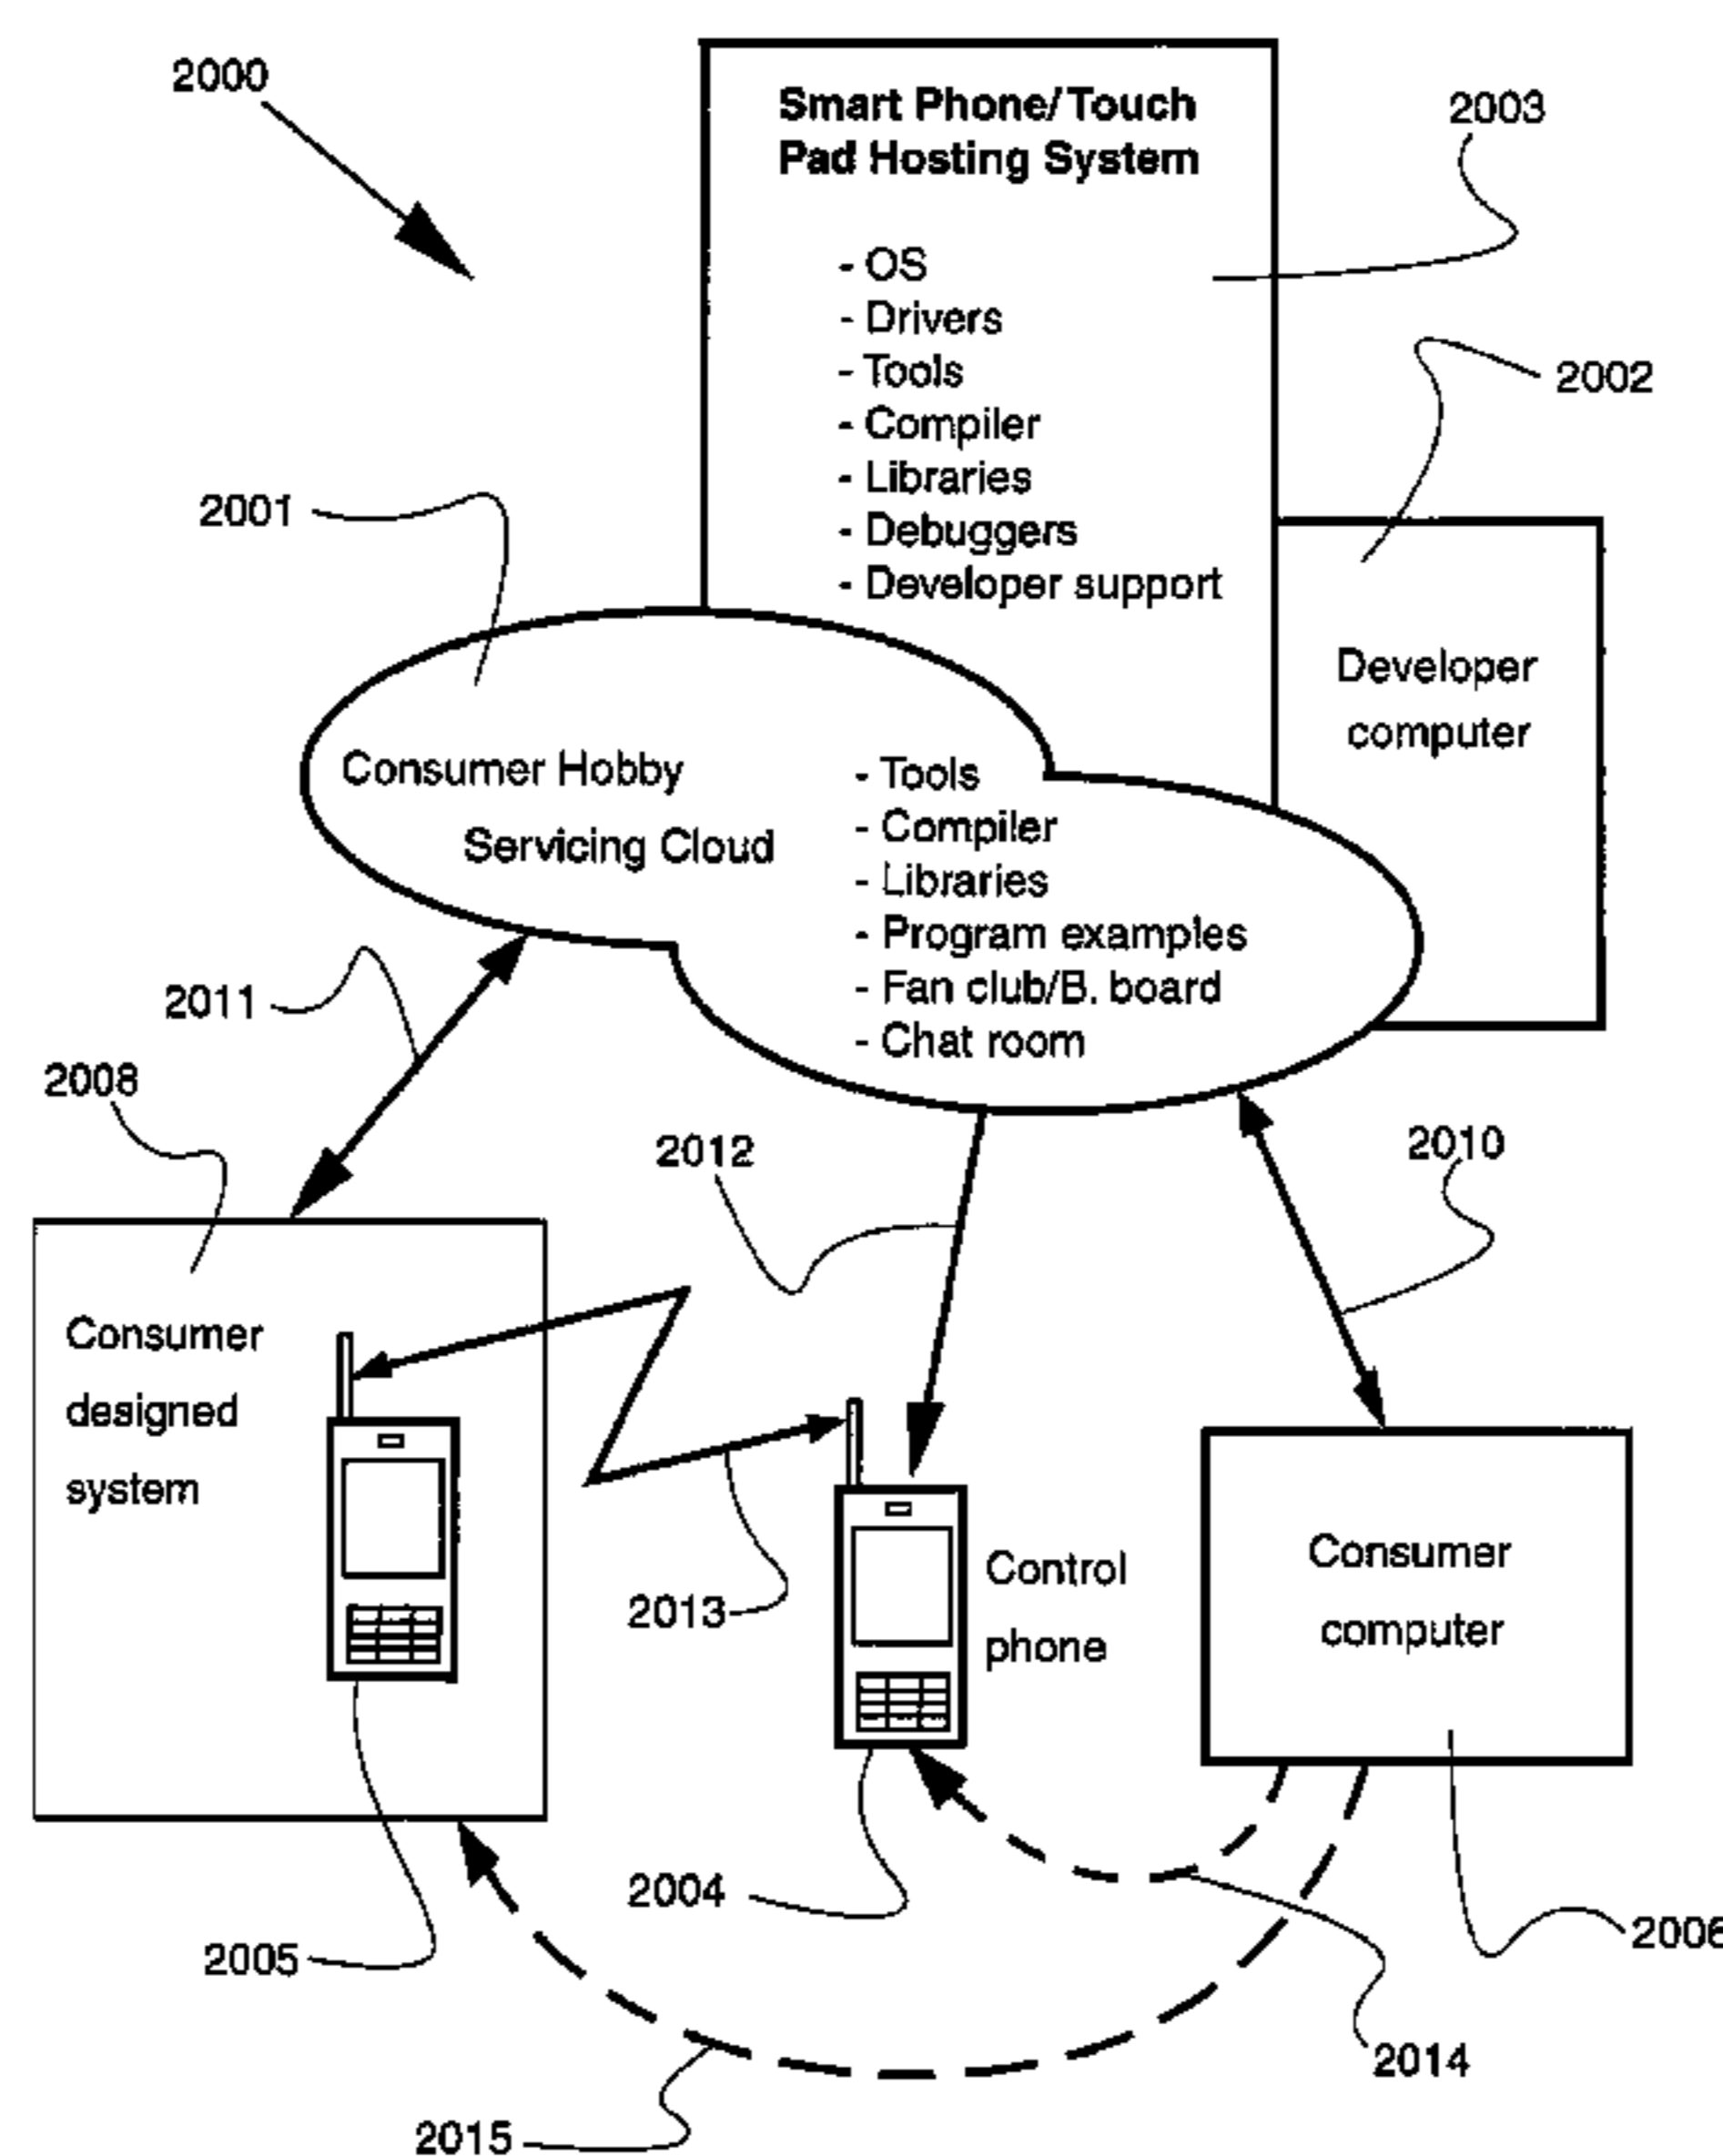 2000
Smart Phone/Touch
Pad Hosting System
2003
- OS
- Drivers
- Tools
- Compiler
- Libraries
- Debuggers
- Developer support
2002
2001
Developer
computer
Consumer Hobby
Servicing Cloud
- Tools
- Compiler
- Libraries
- Program examples
- Fan club/B. board
- Chat room
2011
2008
2012
2010
Consumer
designed
system
2013
Control
phone
Consumer
computer
2004
2005
2006
2014
2015